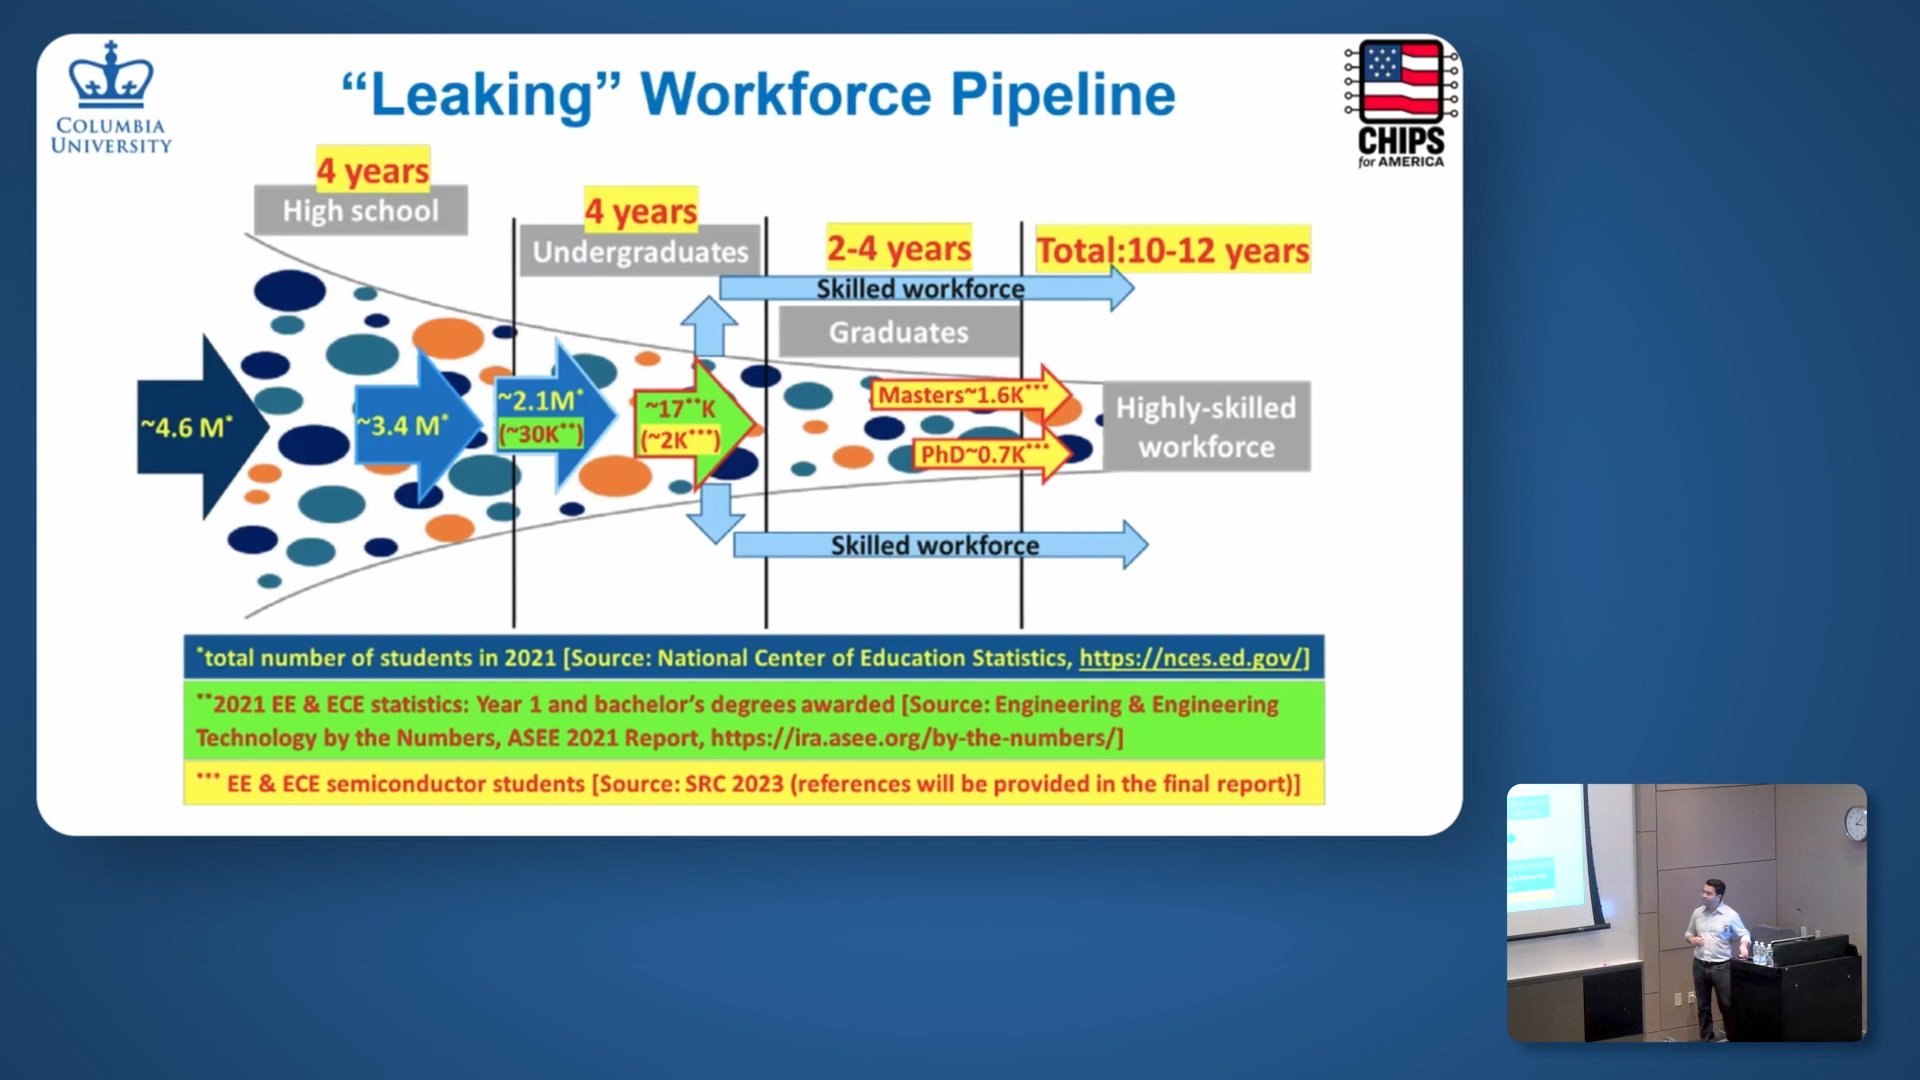 COLUMBIA
UNIVERSITY
“Leaking” Workforce Pipeline
CHIPS
for AMERICA
4 years
High school
4 years
Undergraduates
2-4 years
Total:10-12 years
Skilled workforce
Graduates
~4.6 M*
~3.4 M*
~2.1M*
(~30K**)
~17**K
(~2K***)
Masters~1.6K***
PhD~0.7K***
Highly-skilled
workforce
Skilled workforce
*total number of students in 2021 [Source: National Center of Education Statistics, https://nces.ed.gov/]
**2021 EE & ECE statistics: Year 1 and bachelor’s degrees awarded [Source: Engineering & Engineering
Technology by the Numbers, ASEE 2021 Report, https://ira.asee.org/by-the-numbers/]
*** EE & ECE semiconductor students [Source: SRC 2023 (references will be provided in the final report)]